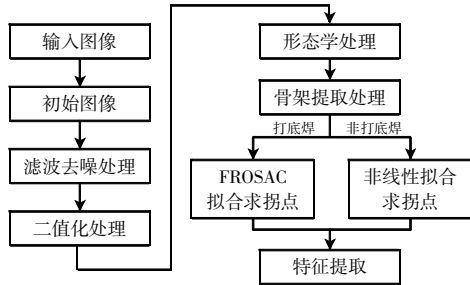 输入图像
初始图像
滤波去噪处理
二值化处理
形态学处理
骨架提取处理
打底焊
非打底焊
FROSAC
拟合求拐点
非线性拟合
求拐点
特征提取